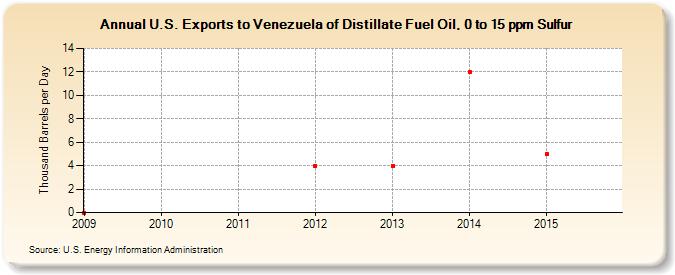 Annual U.S. Exports to Venezuela of Distillate Fuel Oil, 0 to 15 ppm Sulfur
Thousand Barrels per Day
14
12
10
8
6
4
2
0
2009 2010 2011 2012 2013 2014 2015
Source: U.S. Energy Information Administration